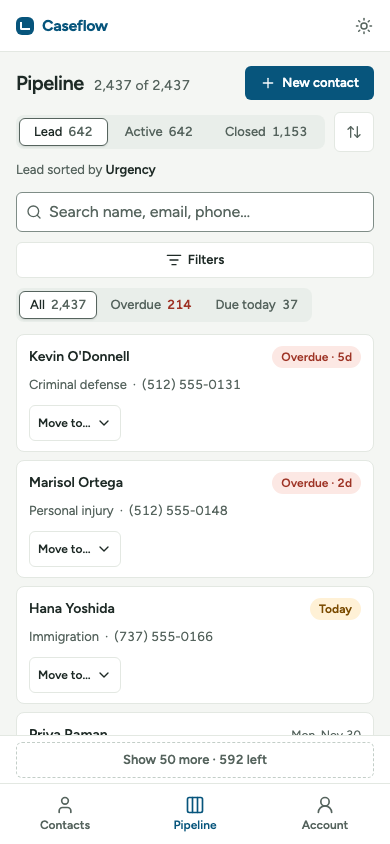 Caseflow
Pipeline 2,437 of 2,437
New contact
Lead 642 Active 642 Closed 1,153
Lead sorted by Urgency
Search name, email, phone...
Filters
All 2,437 Overdue 214 Due today 37
Kevin O'Donnell Overdue · 5d
Criminal defense · (512) 555-0131
Move to...
Marisol Ortega Overdue · 2d
Personal injury · (512) 555-0148
Move to...
Hana Yoshida Today
Immigration · (737) 555-0166
Move to...
Priya Raman Mon, Nov 30
Show 50 more · 592 left
Contacts Pipeline Account